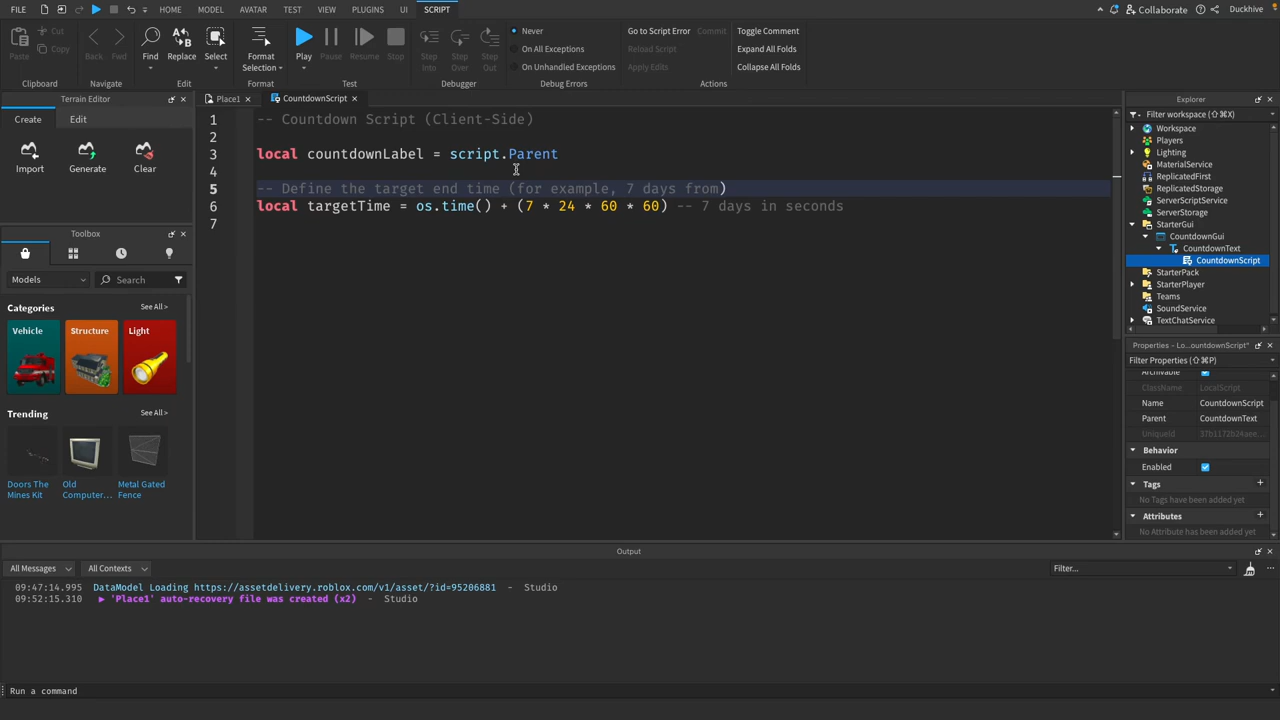 FILE
HOME MODEL AVATAR TEST VIEW PLUGINS UI SCRIPT
Collaborate
Duckhive
Paste
Cut
Copy
Clipboard
Back
Fwd
Navigate
Find
Replace
Select
Edit
Format
Selection
Format
Play
Pause
Resume
Stop
Test
Step
Into
Step
Over
Step
Out
Debugger
Never
On All Exceptions
On Unhandled Exceptions
Debug Errors
Go to Script Error
Reload Script
Apply Edits
Toggle Comment
Expand All Folds
Collapse All Folds
Actions
Terrain Editor
Create
Edit
Import
Generate
Clear
Toolbox
Models
Search
Categories
See All >
Vehicle
Structure
Light
Trending
See All >
Doors The
Mines Kit
Old
Computer...
Metal Gated
Fence
Place1
CountdownScript
1 -- Countdown Script (Client-Side)
2
3 local countdownLabel = script.Parent
4
5 -- Define the target end time (for example, 7 days from)
6 local targetTime = os.time() + (7 * 24 * 60 * 60) -- 7 days in seconds
7
Explorer
Filter workspace (⇧⌘X)
Workspace
Players
Lighting
MaterialService
ReplicatedFirst
ReplicatedStorage
ServerScriptService
ServerStorage
StarterGui
CountdownGui
CountdownText
CountdownScript
StarterPack
StarterPlayer
Teams
SoundService
TextChatService
Properties - Lo...ountdownScript"
Filter Properties (⇧⌘P)
Archivable
ClassName LocalScript
Name CountdownScript
Parent CountdownText
UniqueId 37b1172b24aee...
Behavior
Enabled
Tags
No Tags have been added yet
Attributes
No Attribute has been added yet
Output
All Messages
All Contexts
Filter...
09:47:14.995 DataModel Loading https://assetdelivery.roblox.com/v1/asset/?id=95206881 - Studio
09:52:15.310 ▶ 'Place1' auto-recovery file was created (x2) - Studio
Run a command